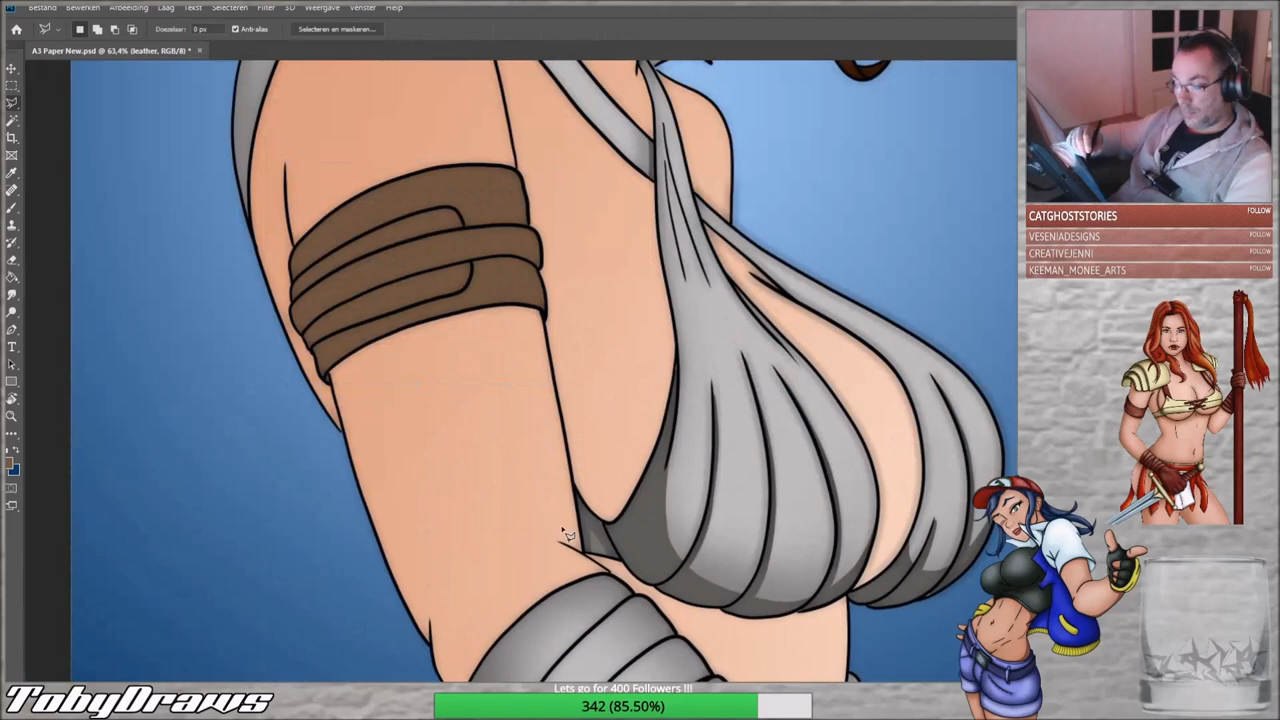 Bestand Bewerken Afbeelding Laag Tekst Selecteren Filter 3D Weergave Venster Help
Doezelaar: 0 px Anti-alias Selecteren en maskeren...
A3 Paper New.psd @ 63,4% (leather, RGB/8) * ×
CATGHOSTSTORIES FOLLOW
VESENIADESIGNS FOLLOW
CREATIVEJENNI FOLLOW
KEEMAN_MONEE_ARTS FOLLOW
TobyDraws
Lets go for 400 Followers !!!
342 (85.50%)